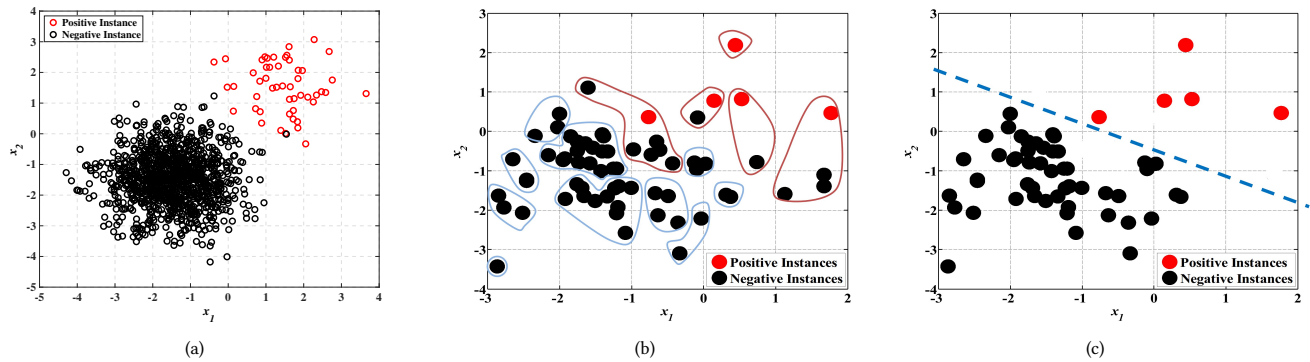 Positive Instance
Negative Instance
4
3
2
1
0
-1
-2
-3
-4
-5
x2
-5 -4 -3 -2 -1 0 1 2 3 4
x1
(a)
3
2
1
0
-1
-2
-3
-4
x2
Positive Instances
Negative Instances
-3 -2 -1 0 1 2
x1
(b)
3
2
1
0
-1
-2
-3
-4
x2
Positive Instances
Negative Instances
-3 -2 -1 0 1 2
x1
(c)